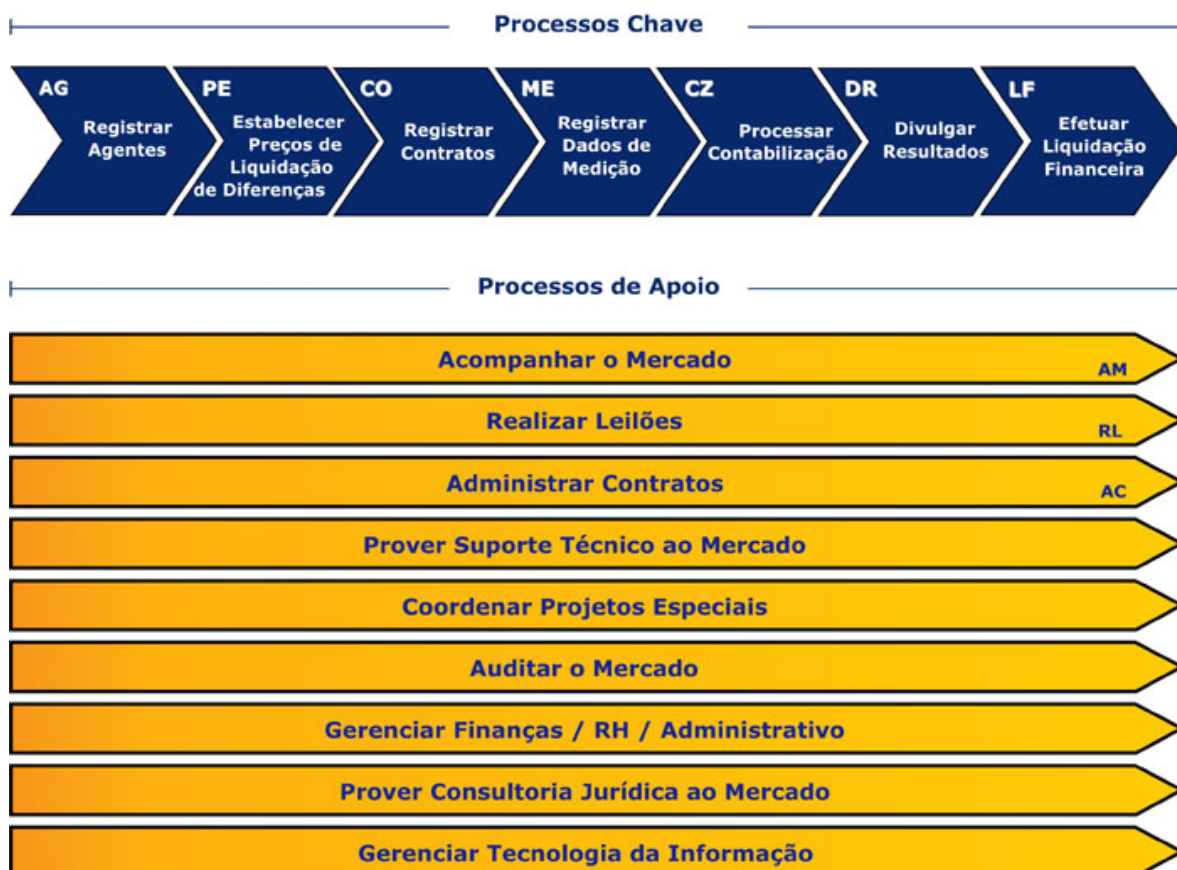 Processos Chave
AG
Registrar
Agentes
PE
Estabelecer
Preços de
Liquidação
de Diferenças
CO
Registrar
Contratos
ME
Registrar
Dados de
Medição
CZ
Processar
Contabilização
DR
Divulgar
Resultados
LF
Efetuar
Liquidação
Financeira
Processos de Apoio
Acompanhar o Mercado AM
Realizar Leilões RL
Administrar Contratos AC
Prover Suporte Técnico ao Mercado
Coordenar Projetos Especiais
Auditar o Mercado
Gerenciar Finanças / RH / Administrativo
Prover Consultoria Jurídica ao Mercado
Gerenciar Tecnologia da Informação